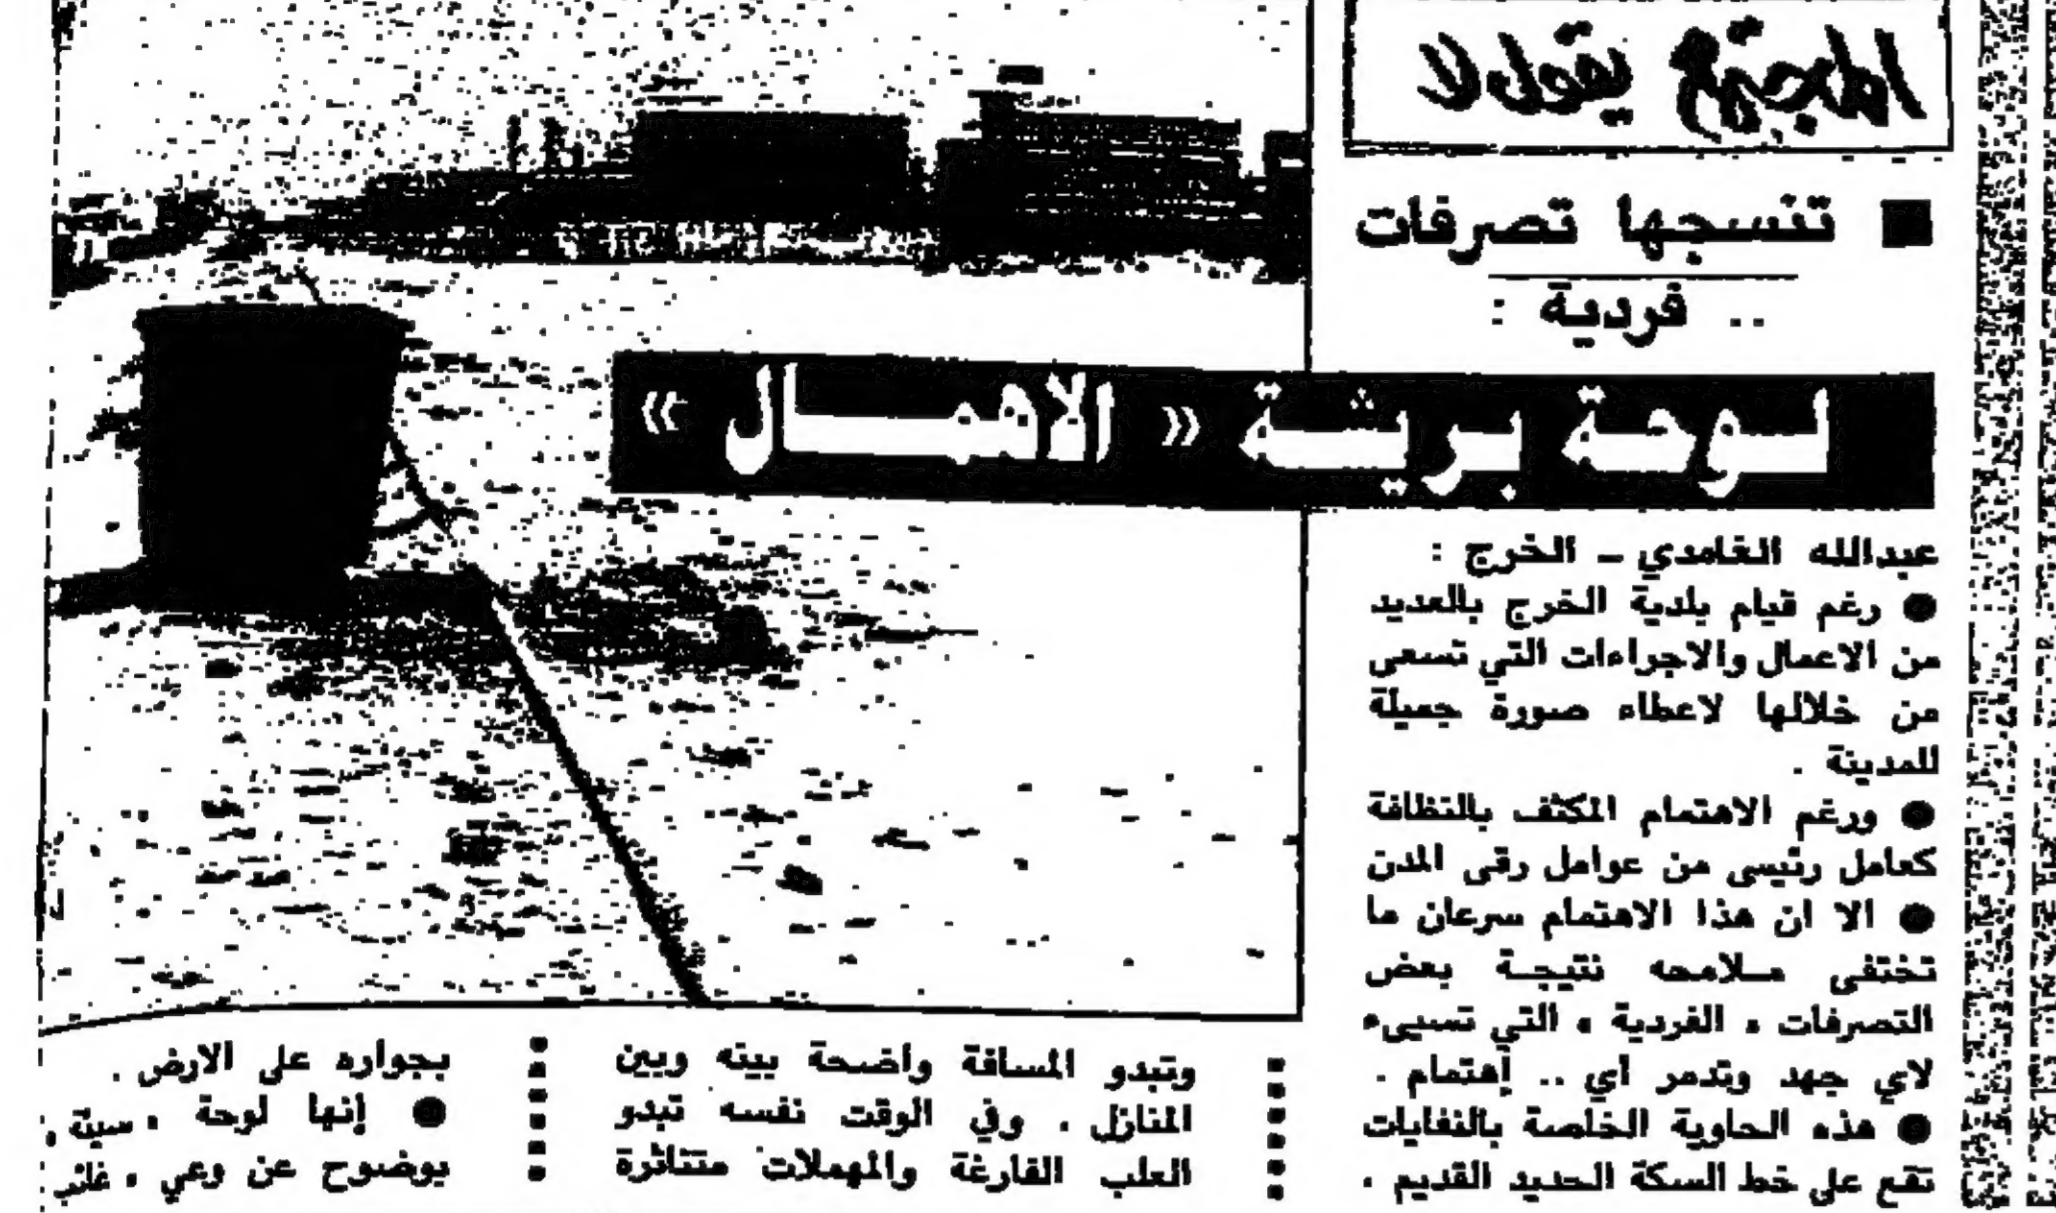 المجتمع يقول لا
■ تنسجها تصرفات
.. فردية :
لوحة بريشة « الاهمال »
عبدالله الغامدي ـ الخرج :
● رغم قيام بلدية الخرج بالعديد
من الاعمال والاجراءات التي تسعى
من خلالها لاعطاء صورة جميلة
للمدينة .
● ورغم الاهتمام المكثف بالنظافة
كعامل رئيسى من عوامل رقى المدن
● الا ان هذا الاهتمام سرعان ما
تختفى ملامحه نتيجة بعض
التصرفات « الفردية » التي تسيىء
لاي جهد وتدمر اي .. إهتمام .
● هذه الحاوية الخاصة بالنفايات
تقع على خط السكة الحديد القديم .
وتبدو المسافة واضحة بينه وبين
المنازل . وفي الوقت نفسه تبدو
العلب الفارغة والمهملات متناثرة
بجواره على الارض .
● إنها لوحة « سيئة »
بوضوح عن وعي « غائب